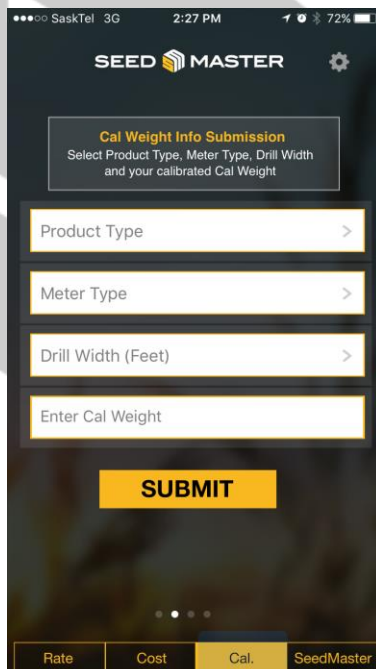 SaskTel 3G 2:27 PM 72%
SEED MASTER
Cal Weight Info Submission
Select Product Type, Meter Type, Drill Width
and your calibrated Cal Weight
Product Type
Meter Type
Drill Width (Feet)
Enter Cal Weight
SUBMIT
Rate Cost Cal. SeedMaster